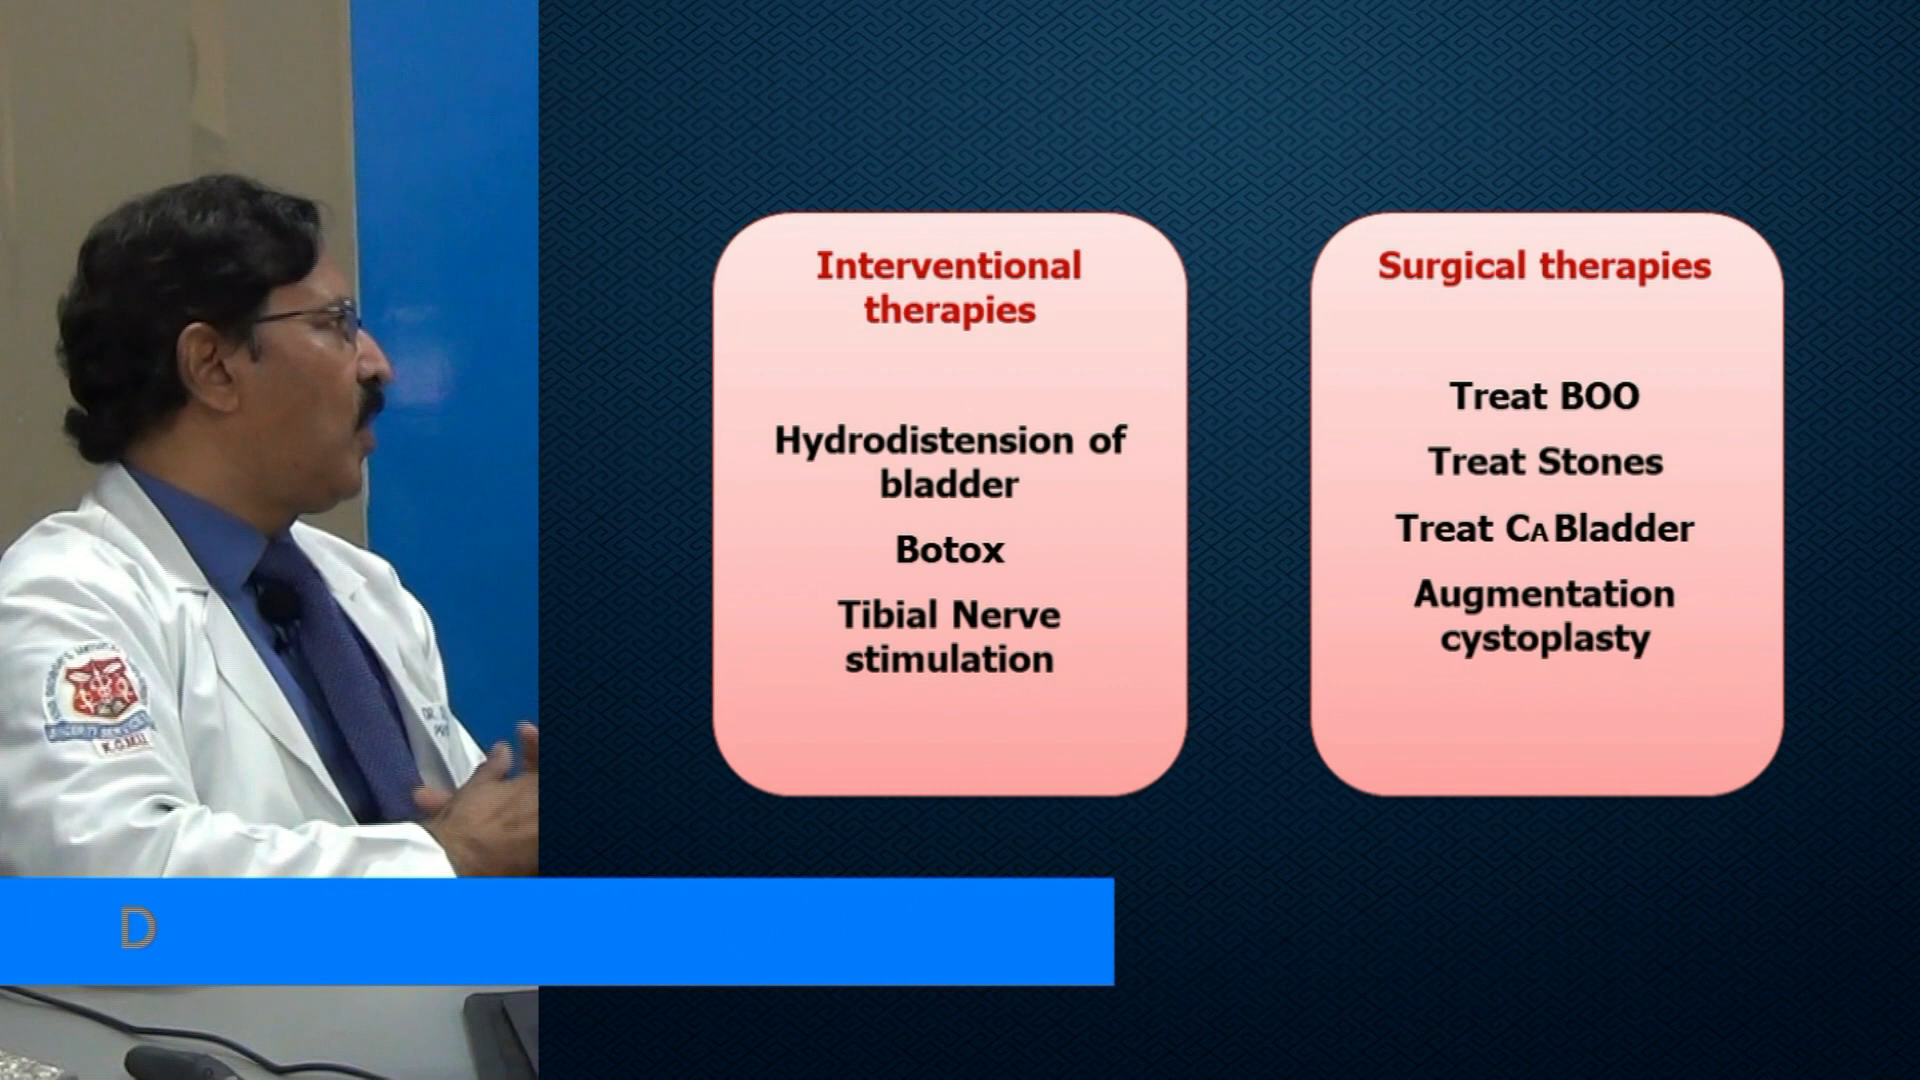 Interventional
therapies
Hydrodistension of
bladder
Botox
Tibial Nerve
stimulation
Surgical therapies
Treat BOO
Treat Stones
Treat CA Bladder
Augmentation
cystoplasty
D
K.G.M.U
DR.